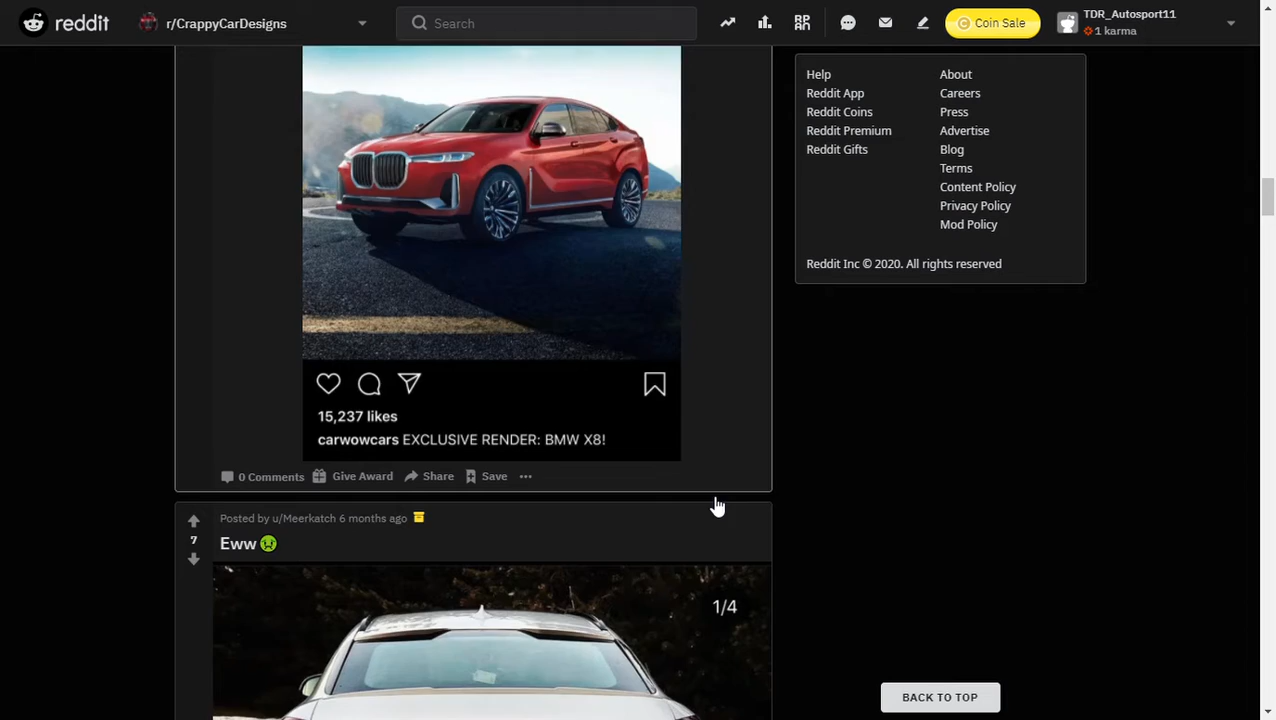 reddit
r/CrappyCarDesigns
Search
Coin Sale
TDR_Autosport11
1 karma
Help
About
Reddit App
Careers
Reddit Coins
Press
Reddit Premium
Advertise
Reddit Gifts
Blog
Terms
Content Policy
Privacy Policy
Mod Policy
Reddit Inc © 2020. All rights reserved
15,237 likes
carwowcars EXCLUSIVE RENDER: BMW X8!
0 Comments Give Award Share Save ...
Posted by u/Meerkatch 6 months ago
7
Eww 🤢
1/4
BACK TO TOP